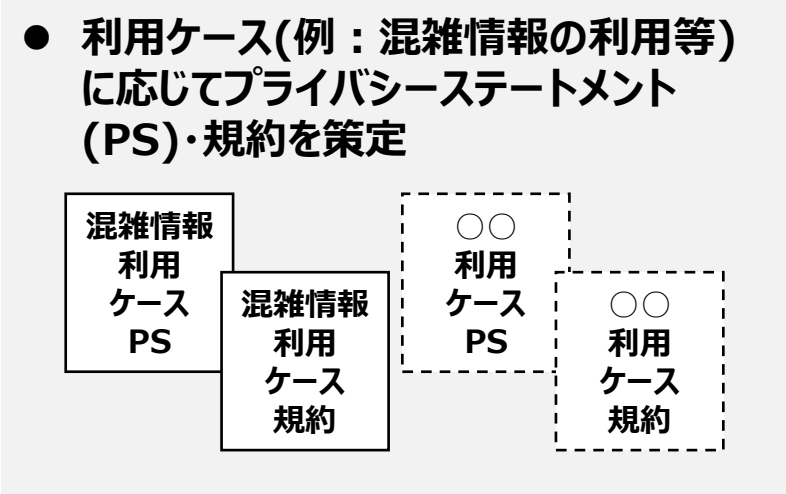 ● 利用ケース(例：混雑情報の利用等)
に応じてプライバシーステートメント
(PS)・規約を策定
混雑情報
利用
ケース
PS
混雑情報
利用
ケース
規約
○○
利用
ケース
PS
○○
利用
ケース
規約